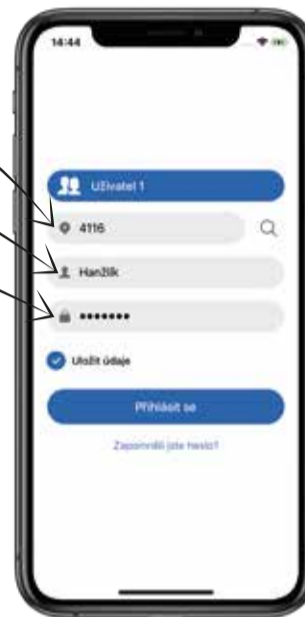 14:44
Uživatel 1
4116
Hanžlík
•••••••
Uložit údaje
Přihlásit se
Zapomněli jste heslo?